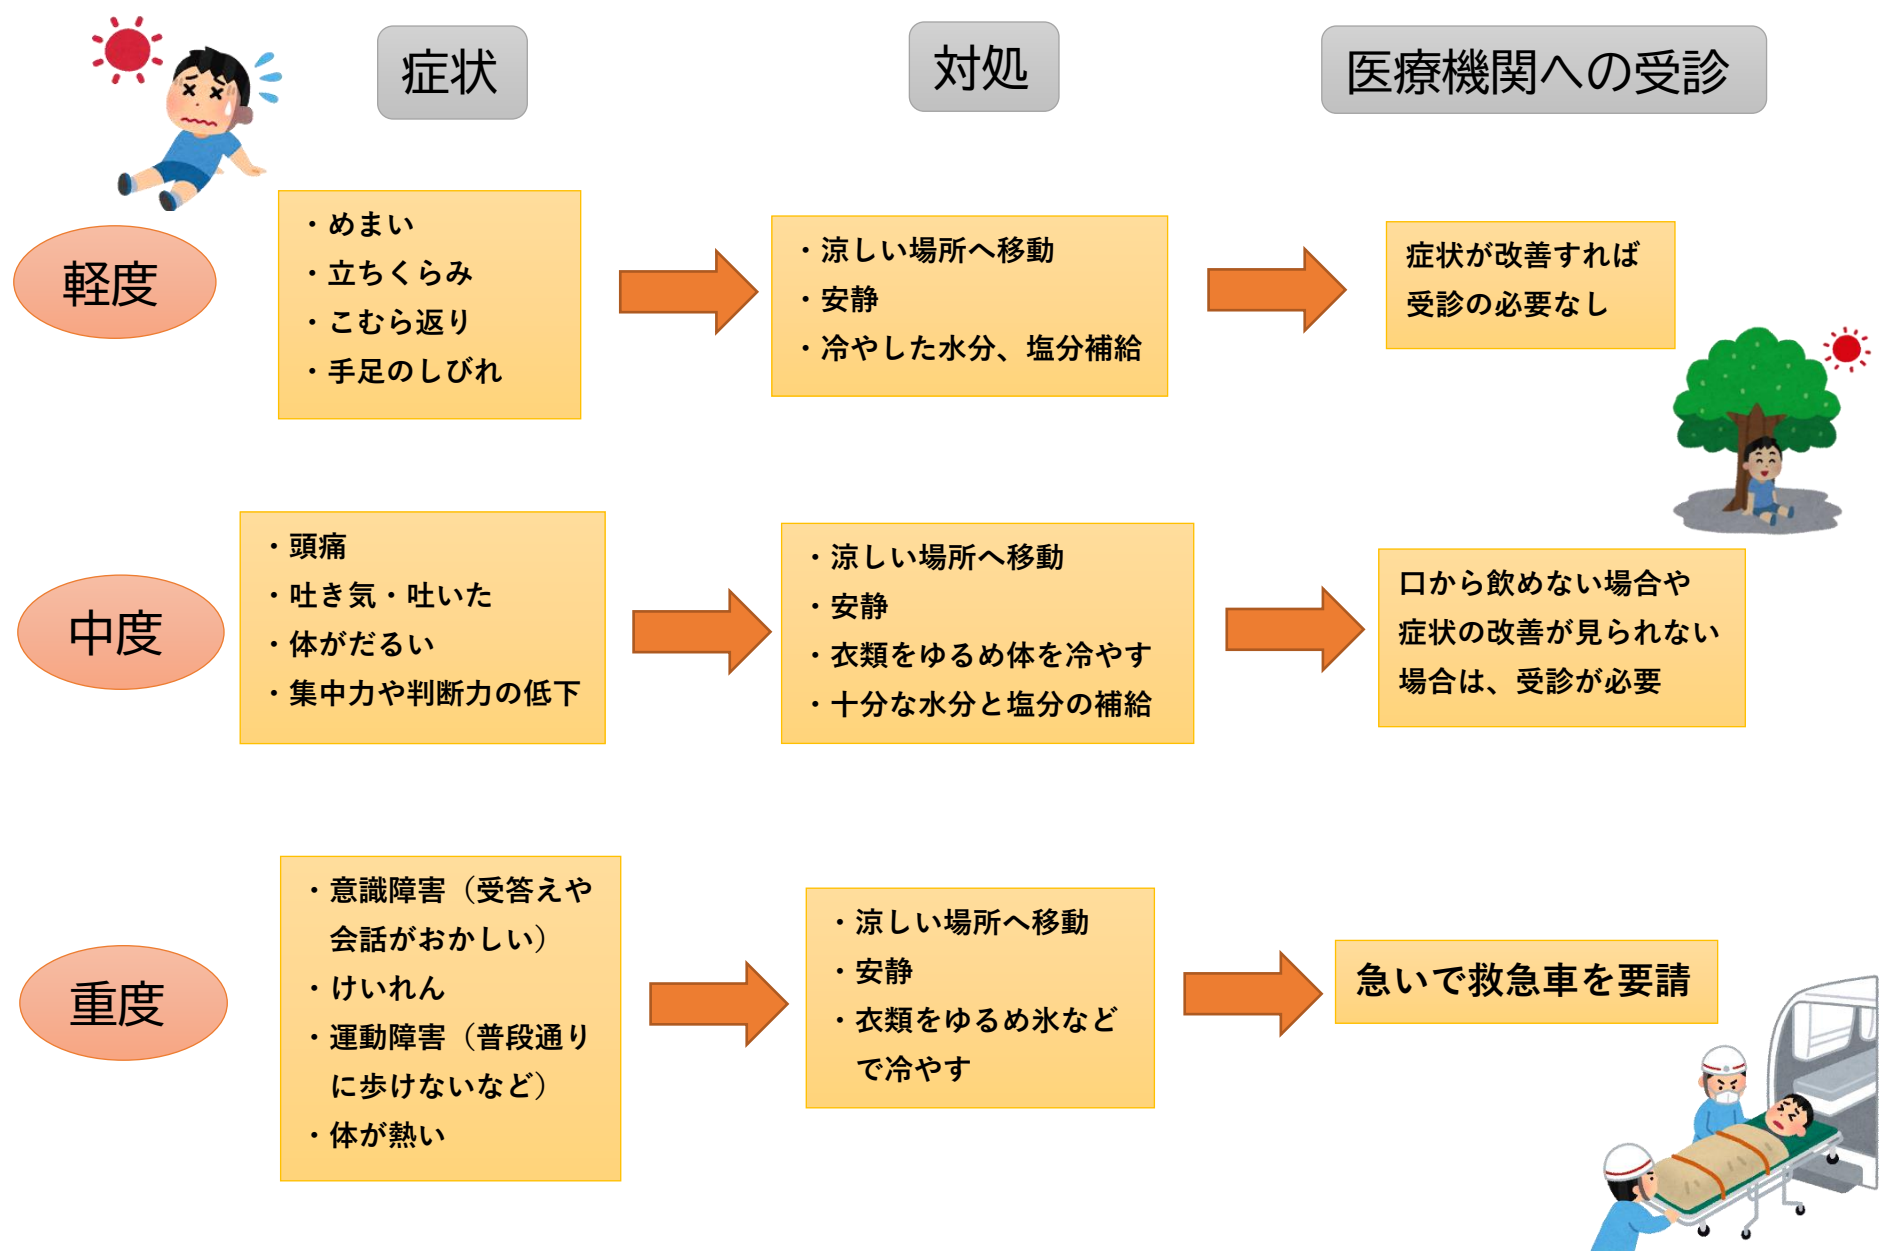 症状
対処
医療機関への受診
軽度
・めまい
・立ちくらみ
・こむら返り
・手足のしびれ
・涼しい場所へ移動
・安静
・冷やした水分、塩分補給
症状が改善すれば
受診の必要なし
中度
・頭痛
・吐き気・吐いた
・体がだるい
・集中力や判断力の低下
・涼しい場所へ移動
・安静
・衣類をゆるめ体を冷やす
・十分な水分と塩分の補給
口から飲めない場合や
症状の改善が見られない
場合は、受診が必要
重度
・意識障害（受答えや
会話がおかしい）
・けいれん
・運動障害（普段通り
に歩けないなど）
・体が熱い
・涼しい場所へ移動
・安静
・衣類をゆるめ氷など
で冷やす
急いで救急車を要請